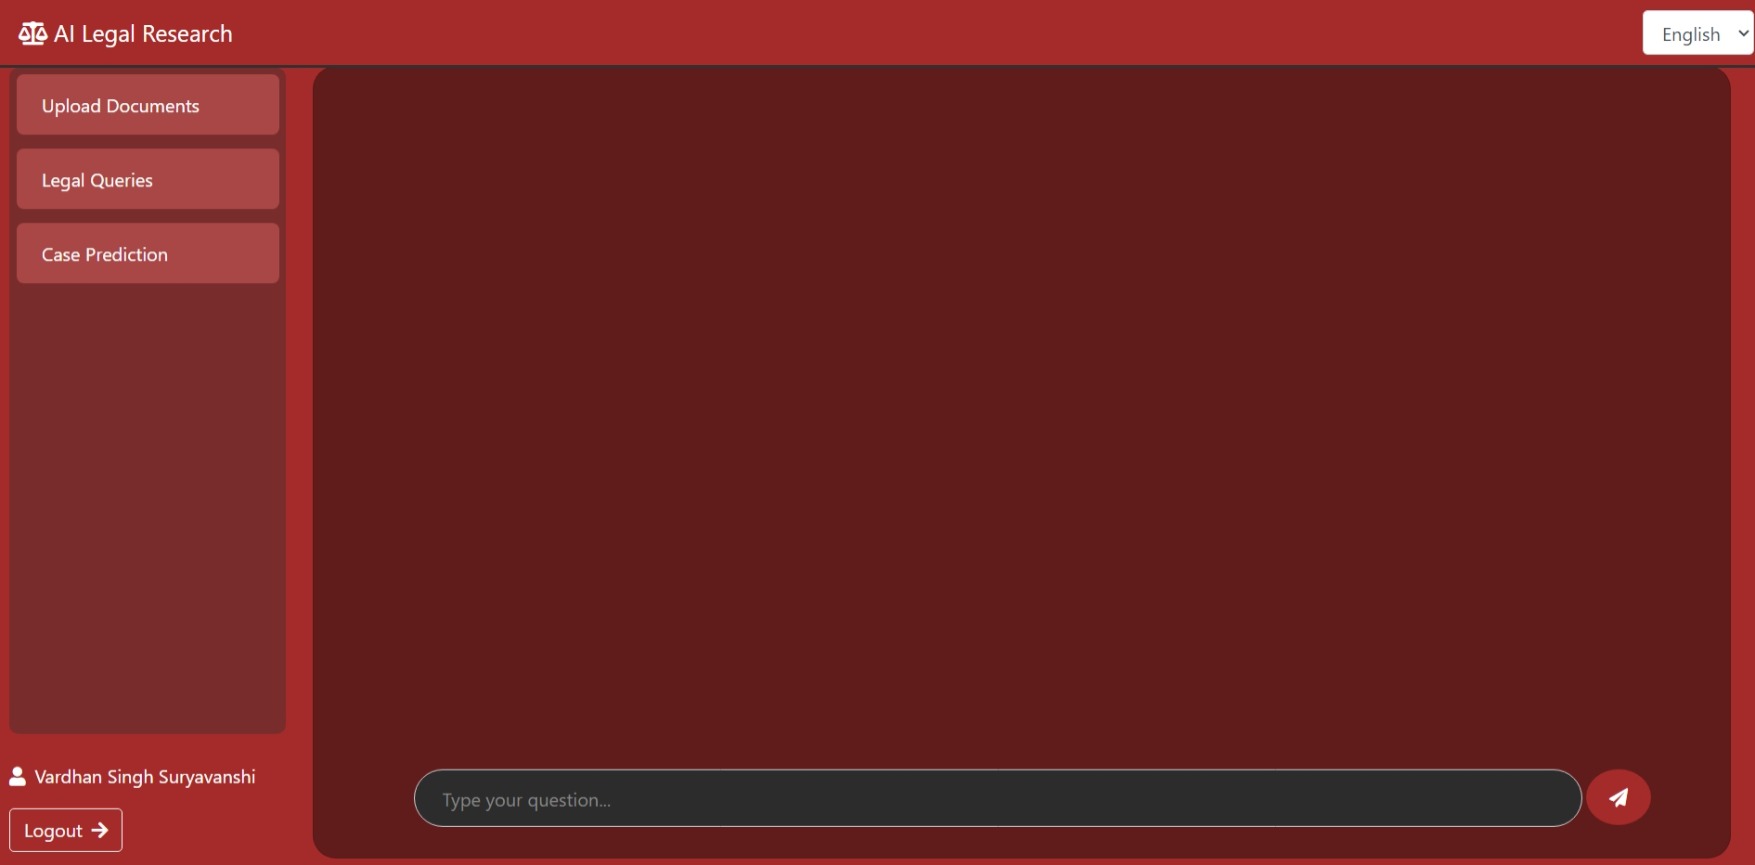 AI Legal Research
English
Upload Documents
Legal Queries
Case Prediction
Vardhan Singh Suryavanshi
Logout
Type your question...